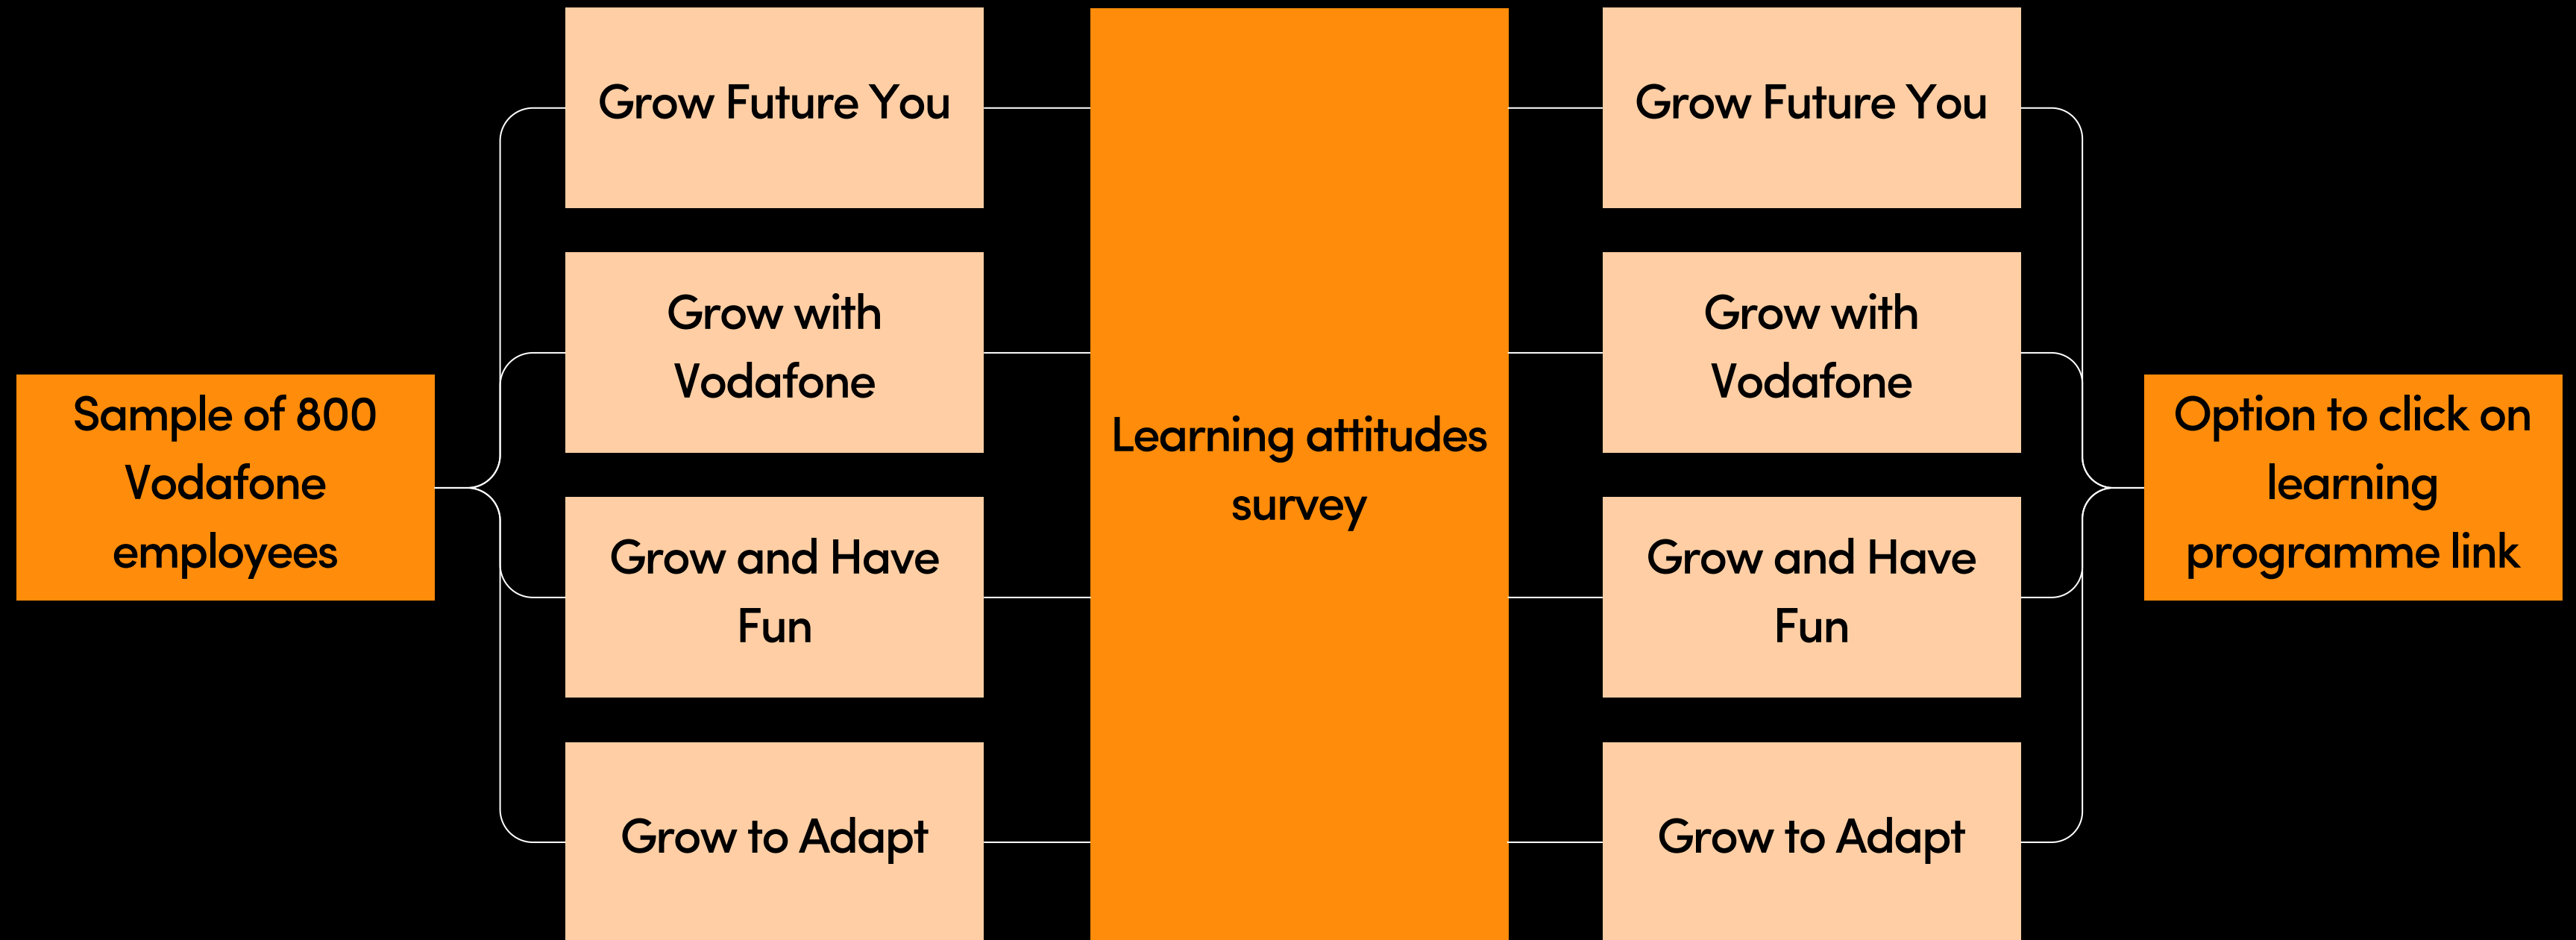 Sample of 800
Vodafone
employees
Grow Future You
Grow with
Vodafone
Grow and Have
Fun
Grow to Adapt
Learning attitudes
survey
Grow Future You
Grow with
Vodafone
Grow and Have
Fun
Grow to Adapt
Option to click on
learning
programme link